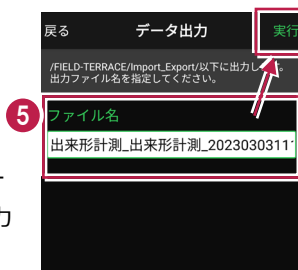 戻る データ出力 実行
/FIELD-TERRACE/Import_Export/以下に出力し す。
出力ファイル名を指定してください。
5
ファイル名
出来形計測_出来形計測_2023030311
力